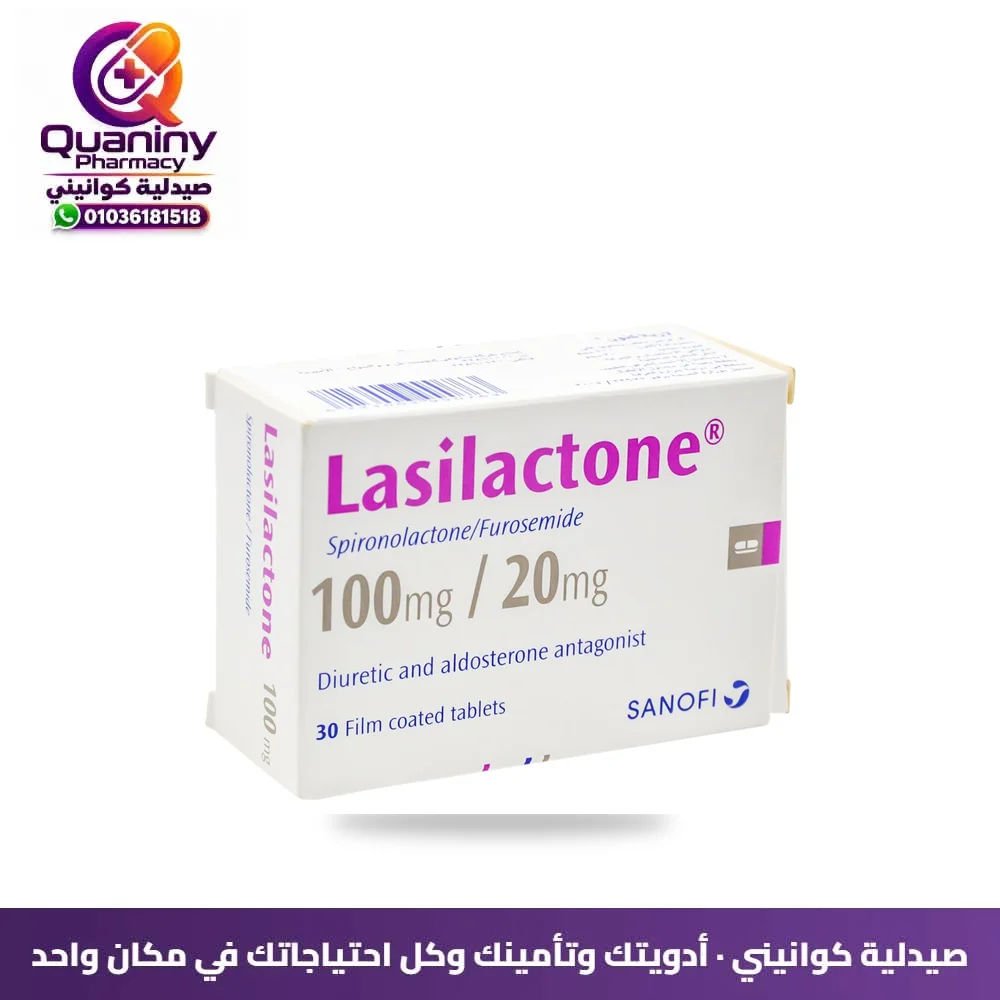 Quaniny
Pharmacy
صيدلية كوانيني
01036181518
Lasilactone®
Spironolactone/Furosemide
100mg / 20mg
Diuretic and aldosterone antagonist
30 Film coated tablets
SANOFI
Lasilactone 100 mg
Spironolactone / Furosemide
صيدلية كوانيني · أدويتك وتأمينك وكل احتياجاتك في مكان واحد